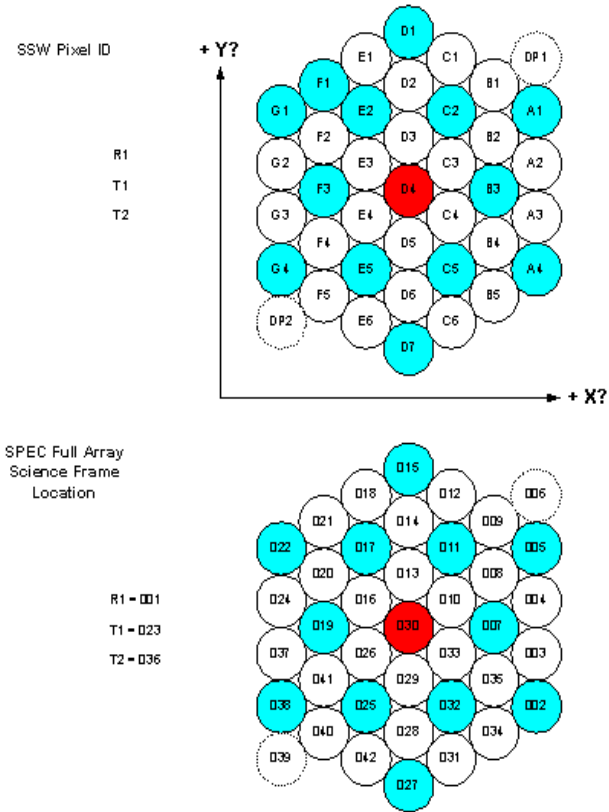 SSW Pixel ID
+ Y?
D1
E1 C1
DP1
F1 D2 B1
G1 E2 C2 A1
F2 D3 B2
G2 E3 C3 A2
R1
F3 D4 B3
T1
G3 E4 C4 A3
T2
F4 D5 B4
G4 E5 C5 A4
F5 D6 B5
DP2 E6 C6
D7
+ X?
SPEC Full Array
Science Frame
Location
015
018 012 006
021 014 009
022 017 011 005
020 013 008
024 016 010 004
R1 = 001
019 030 007
T1 = 023
037 026 033 003
T2 = 036
041 029 035
038 025 032 002
040 028 034
039 042 031
027